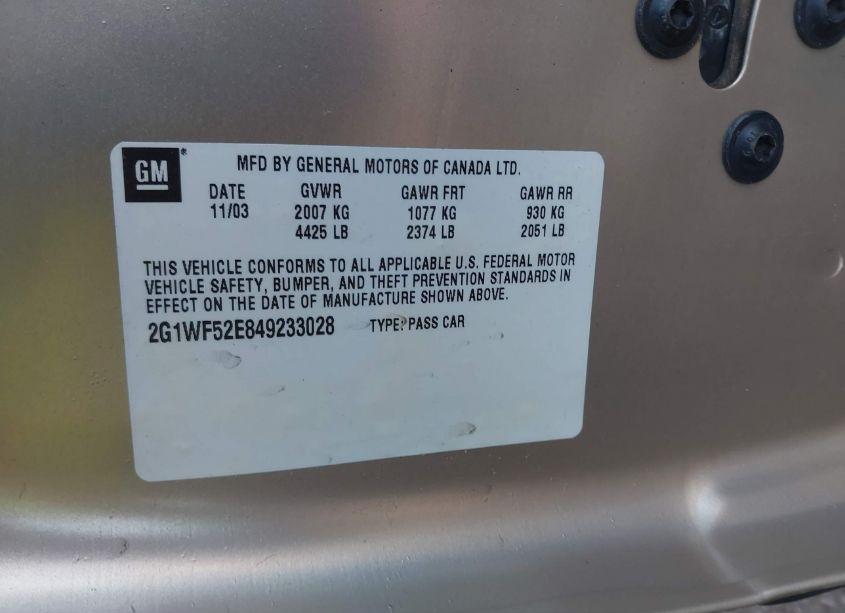 GM
MFD BY GENERAL MOTORS OF CANADA LTD.
DATE GVWR GAWR FRT GAWR RR
11/03 2007 KG 1077 KG 930 KG
4425 LB 2374 LB 2051 LB
THIS VEHICLE CONFORMS TO ALL APPLICABLE U.S. FEDERAL MOTOR
VEHICLE SAFETY, BUMPER, AND THEFT PREVENTION STANDARDS IN
EFFECT ON THE DATE OF MANUFACTURE SHOWN ABOVE.
2G1WF52E849233028 TYPE: PASS CAR